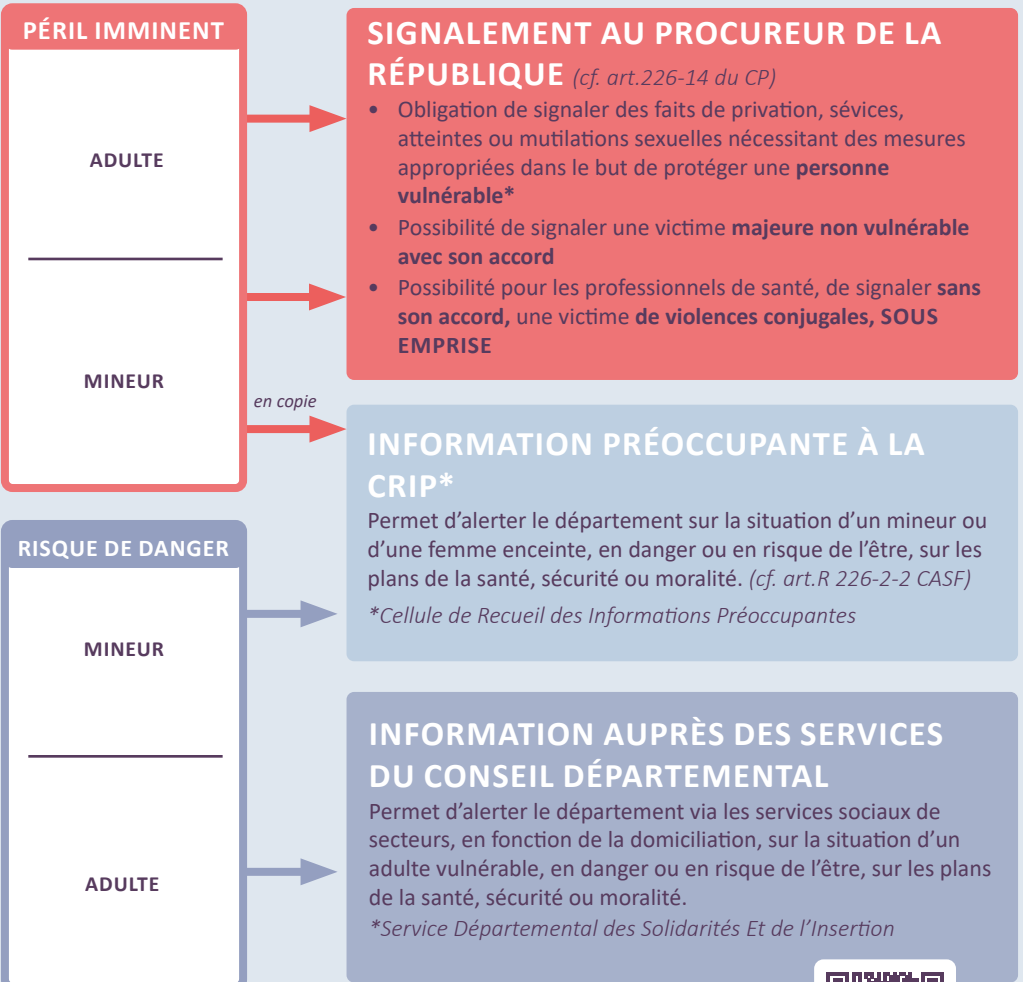 PÉRIL IMMINENT
ADULTE
MINEUR
en copie
SIGNALEMENT AU PROCUREUR DE LA
RÉPUBLIQUE (cf. art.226-14 du CP)
• Obligation de signaler des faits de privation, sévices,
atteintes ou mutilations sexuelles nécessitant des mesures
appropriées dans le but de protéger une personne
vulnérable*
• Possibilité de signaler une victime majeure non vulnérable
avec son accord
• Possibilité pour les professionnels de santé, de signaler sans
son accord, une victime de violences conjugales, SOUS
EMPRISE
INFORMATION PRÉOCCUPANTE À LA
CRIP*
Permet d'alerter le département sur la situation d'un mineur ou
d'une femme enceinte, en danger ou en risque de l'être, sur les
plans de la santé, sécurité ou moralité. (cf. art.R 226-2-2 CASF)
*Cellule de Recueil des Informations Préoccupantes
RISQUE DE DANGER
MINEUR
ADULTE
INFORMATION AUPRÈS DES SERVICES
DU CONSEIL DÉPARTEMENTAL
Permet d'alerter le département via les services sociaux de
secteurs, en fonction de la domiciliation, sur la situation d'un
adulte vulnérable, en danger ou en risque de l'être, sur les plans
de la santé, sécurité ou moralité.
*Service Départemental des Solidarités Et de l'Insertion